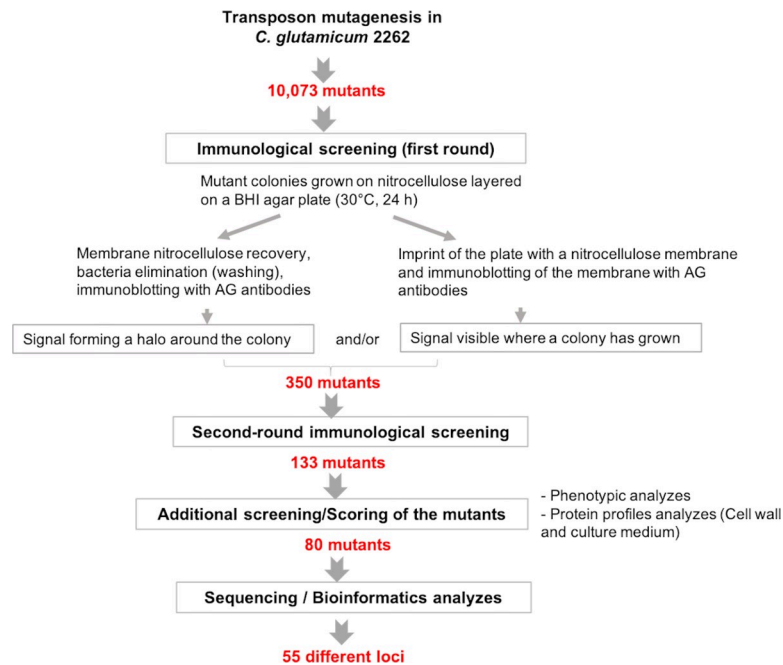 Transposon mutagenesis in
C. glutamicum 2262
10,073 mutants
Immunological screening (first round)
Mutant colonies grown on nitrocellulose layered
on a BHI agar plate (30°C, 24 h)
Membrane nitrocellulose recovery,
bacteria elimination (washing),
immunoblotting with AG antibodies
Imprint of the plate with a nitrocellulose membrane
and immunoblotting of the membrane with AG
antibodies
Signal forming a halo around the colony
and/or
Signal visible where a colony has grown
350 mutants
Second-round immunological screening
133 mutants
Additional screening/Scoring of the mutants
- Phenotypic analyzes
- Protein profiles analyzes (Cell wall
and culture medium)
80 mutants
Sequencing / Bioinformatics analyzes
55 different loci